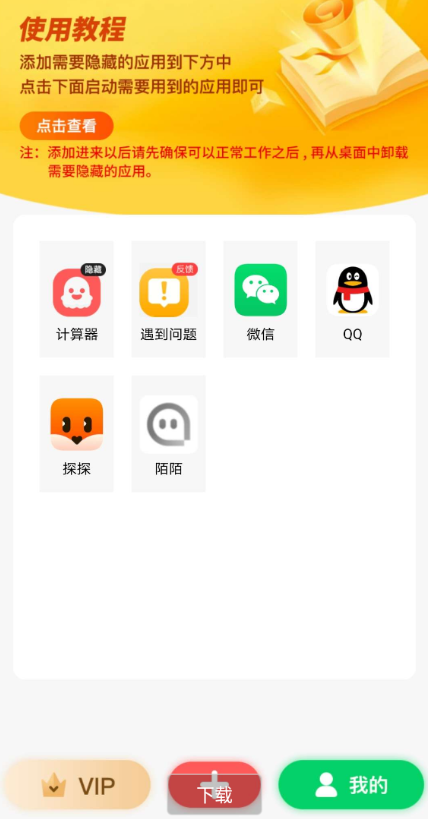 使用教程
添加需要隐藏的应用到下方中
点击下面启动需要用到的应用即可
点击查看
注：添加进来以后请先确保可以正常工作之后，再从桌面中卸载
需要隐藏的应用。
隐藏
反馈
计算器
遇到问题
微信
QQ
探探
陌陌
VIP
下载
我的